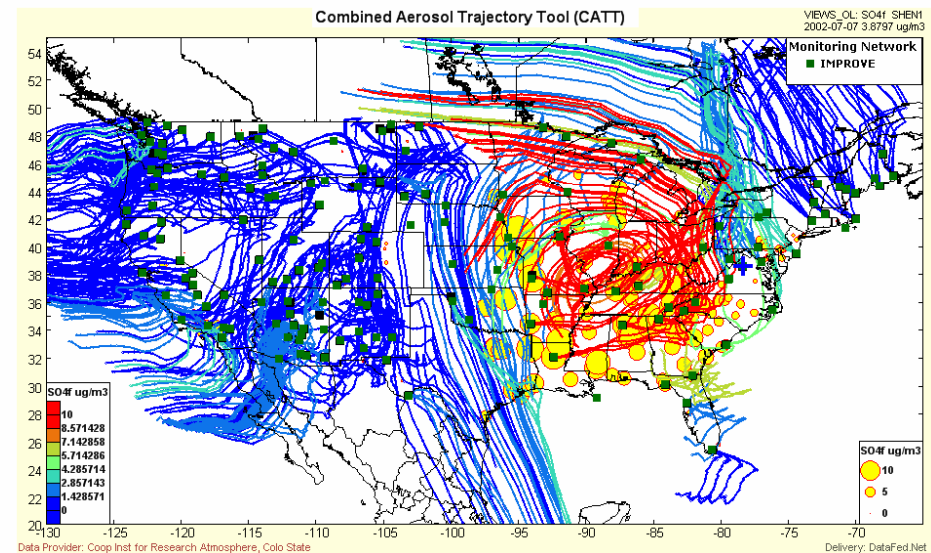 Combined Aerosol Trajectory Tool (CATT)
VIEWS_OL: SO4f SHEN1
2002-07-07 3.8797 ug/m3
Monitoring Network
IMPROVE
54
52
50
48
46
44
42
40
38
36
34
32
30
28
26
24
22
20
SO4f ug/m3
10
8.571428
7.142858
5.714286
4.285714
2.857143
1.428571
0
SO4f ug/m3
10
5
0
-130 -125 -120 -115 -110 -105 -100 -95 -90 -85 -80 -75 -70
Data Provider: Coop Inst for Research Atmosphere, Colo State
Delivery: DataFed.Net